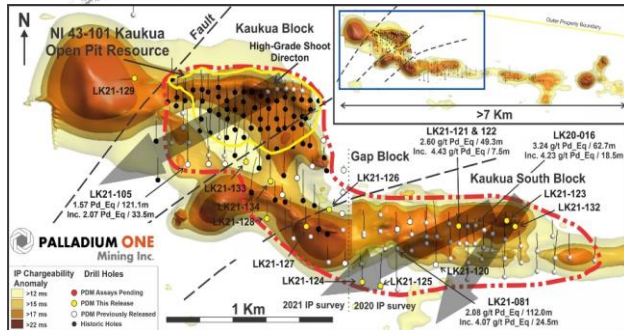 N
NI 43-101 Kaukua
Open Pit Resource
Fault
Kaukua Block
High-Grade Shoot
Directon
Outer Property Boundary
>7 Km
LK21-129
LK21-121 & 122
2.60 g/t Pd_Eq / 49.3m
Inc. 4.43 g/t Pd_Eq / 7.5m
LK20-016
3.24 g/t Pd_Eq / 62.7m
Inc. 4.23 g/t Pd_Eq / 18.5m
Gap Block
LK21-126
Kaukua South Block
LK21-123
LK21-132
LK21-105
1.57 Pd_Eq / 121.1m
Inc. 2.07 Pd_Eq / 33.5m
LK21-133
LK21-134
LK21-128
LK21-127
LK21-124
LK21-125
LK21-120
LK21-081
2.08 g/t Pd_Eq / 112.0m
Inc. 4.07 g/t Pd_Eq / 24.5m
PALLADIUM ONE
Mining Inc.
IP Chargeability
Anomaly
>12 ms
>15 ms
>17 ms
>22 ms
Drill Holes
PDM Assays Pending
PDM This Release
PDM Previously Released
Historic Holes
1 Km
2021 IP survey
2020 IP survey